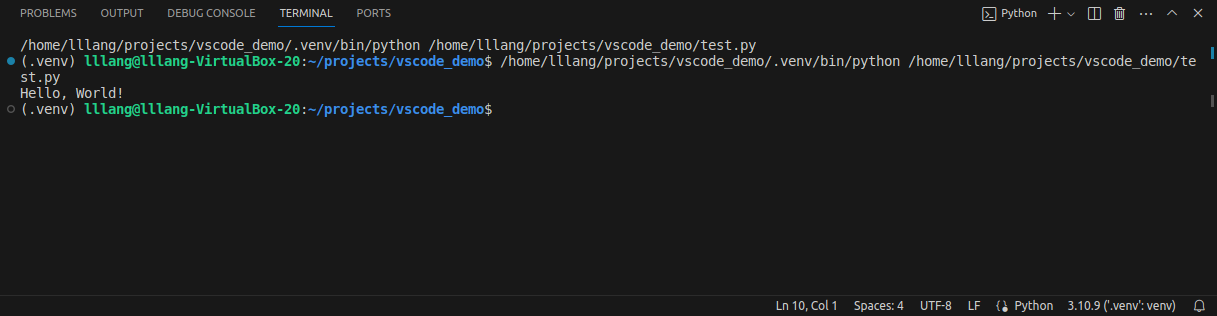 PROBLEMS OUTPUT DEBUG CONSOLE TERMINAL PORTS Python
/home/lllang/projects/vscode_demo/.venv/bin/python /home/lllang/projects/vscode_demo/test.py
(.venv) lllang@lllang-VirtualBox-20:~/projects/vscode_demo$ /home/lllang/projects/vscode_demo/.venv/bin/python /home/lllang/projects/vscode_demo/te
st.py
Hello, World!
(.venv) lllang@lllang-VirtualBox-20:~/projects/vscode_demo$
Ln 10, Col 1 Spaces: 4 UTF-8 LF Python 3.10.9 ('.venv': venv)